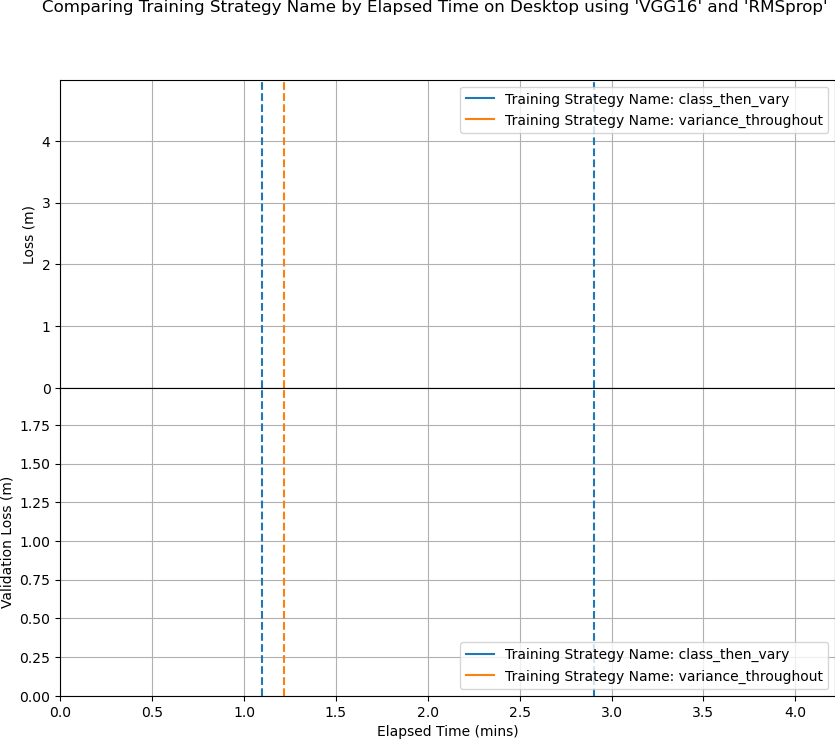 Comparing Training Strategy Name by Elapsed Time on Desktop using 'VGG16' and 'RMSprop'
Training Strategy Name: class_then_vary
Training Strategy Name: variance_throughout
4
3
2
1
0
Loss (m)
1.75
1.50
1.25
1.00
0.75
0.50
0.25
0.00
Validation Loss (m)
Training Strategy Name: class_then_vary
Training Strategy Name: variance_throughout
0.0 0.5 1.0 1.5 2.0 2.5 3.0 3.5 4.0
Elapsed Time (mins)